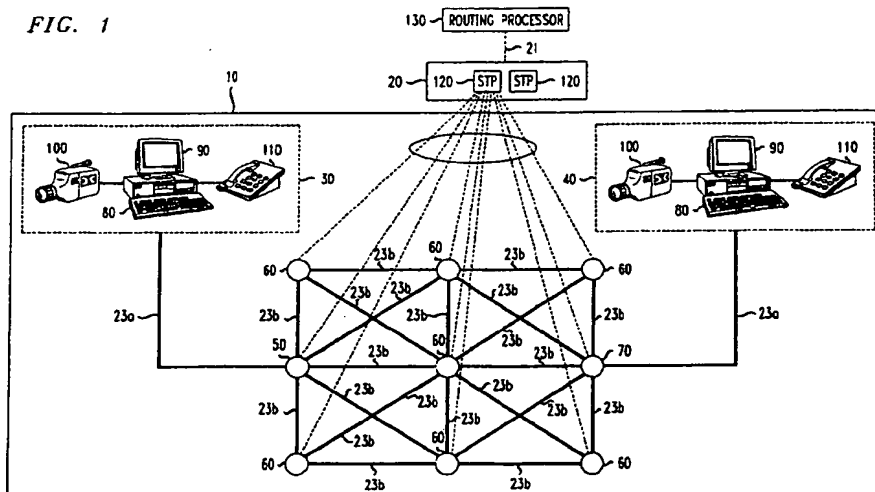 FIG. 1
130 ROUTING PROCESSOR
21
20 120 STP STP 120
10
100 90 110 30 80
40 100 90 110 80
60 23b 60 23b 60
23b 23b 23b 23b
23a 23b 23b 23b 23a
50 23b 60 23b 23b 70
23b 23b 23b 23b
23b 23b 23b 23b 23b
60 23b 60 23b 60